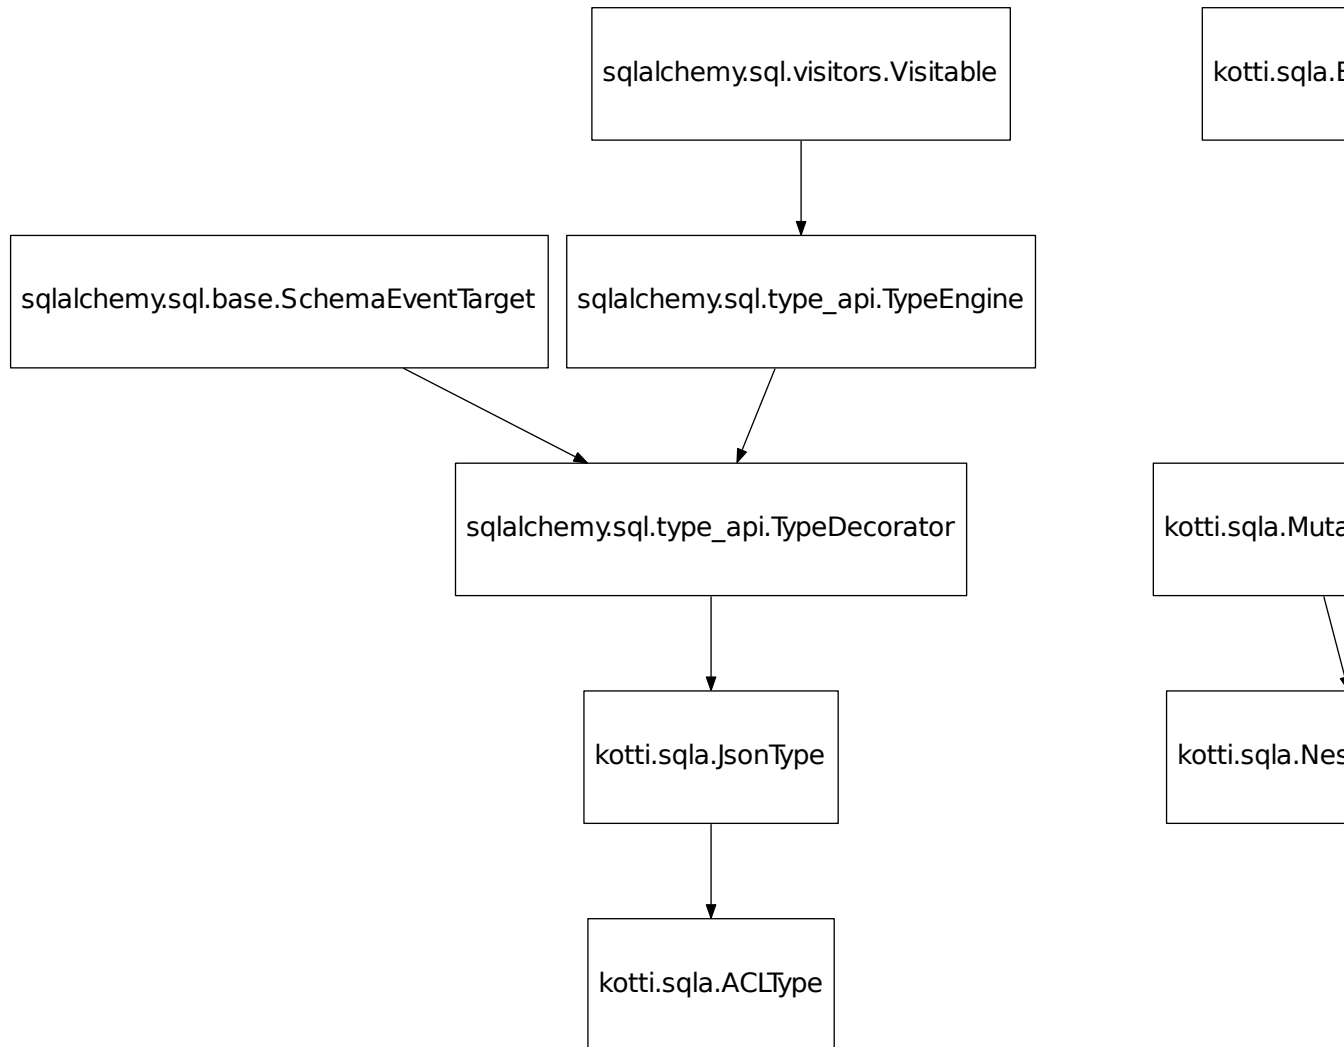 sqlalchemy.sql.visitors.Visitable
sqlalchemy.sql.base.SchemaEventTarget
sqlalchemy.sql.type_api.TypeEngine
sqlalchemy.sql.type_api.TypeDecorator
kotti.sqla.JsonType
kotti.sqla.ACLType